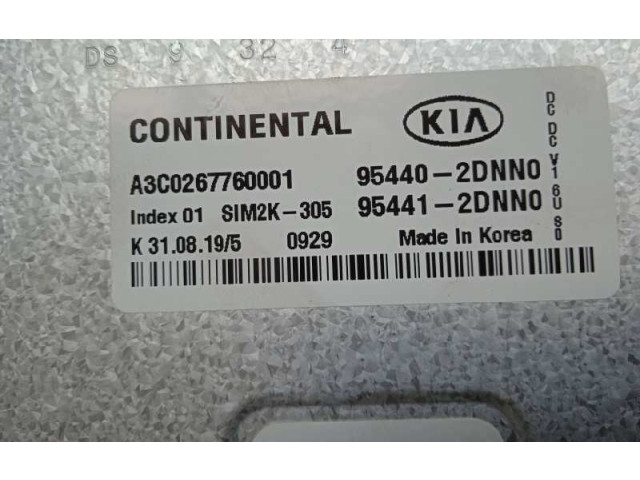 DS 9 32 4
CONTINENTAL KIA
A3C0267760001 95440-2DNN0
Index 01 SIM2K-305 95441-2DNN0
K 31.08.19/5 0929 Made In Korea
DC DC V1 6U S0